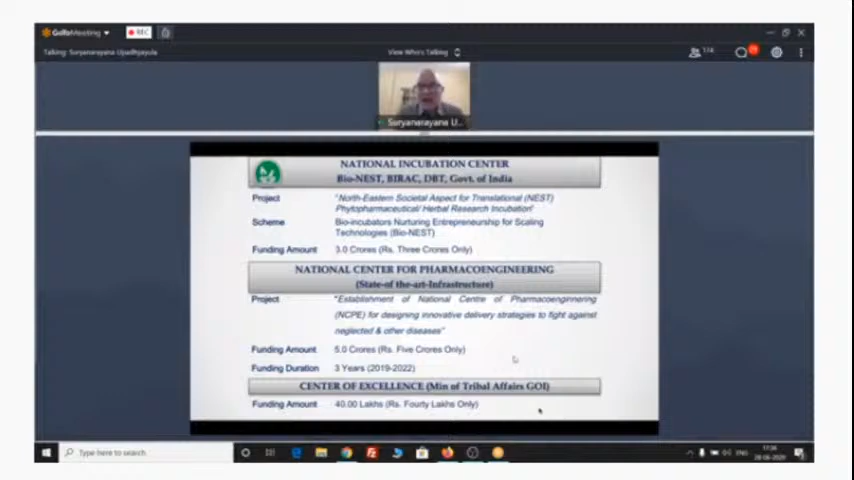 GoToMeeting
REC
Talking: Suryanarayana Upadhyayula
View Who's Talking
174
Suryanarayana U...
NATIONAL INCUBATION CENTER
Bio-NEST, BIRAC, DBT, Govt. of India
Project "North-Eastern Societal Aspect for Translational (NEST)
Phytopharmaceutical/ Herbal Research Incubation"
Scheme Bio-incubators Nurturing Entrepreneurship for Scaling
Technologies (Bio-NEST)
Funding Amount 3.0 Crores (Rs. Three Crores Only)
NATIONAL CENTER FOR PHARMACOENGINEERING
(State-of the-art-Infrastructure)
Project "Establishment of National Centre of Pharmacoenginnering
(NCPE) for designing innovative delivery strategies to fight against
neglected & other diseases"
Funding Amount 5.0 Crores (Rs. Five Crores Only)
Funding Duration 3 Years (2019-2022)
CENTER OF EXCELLENCE (Min of Tribal Affairs GOI)
Funding Amount 40.00 Lakhs (Rs. Fourty Lakhs Only)
Type here to search
ENG